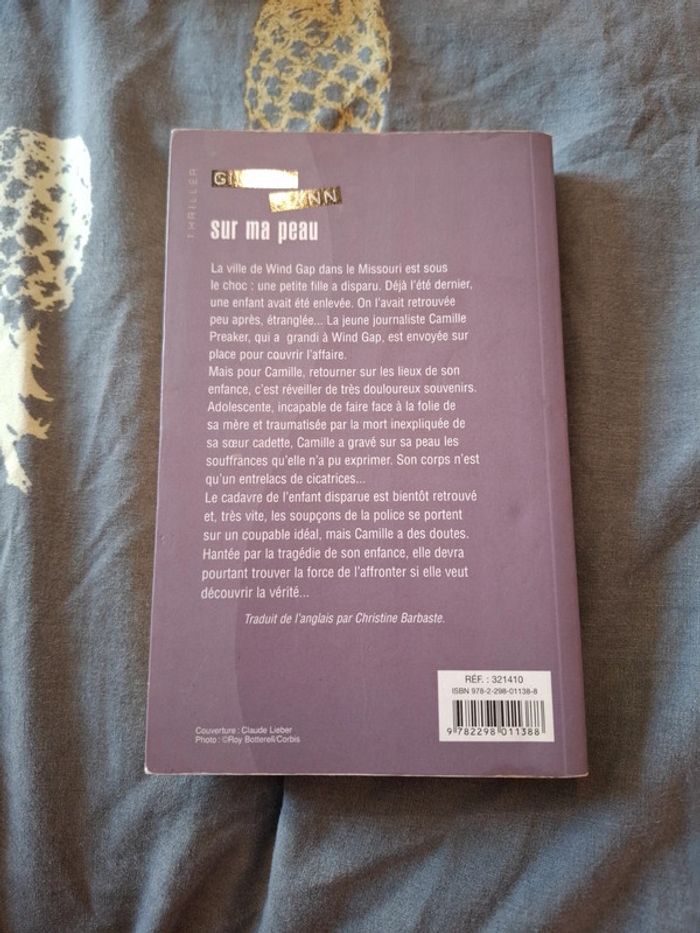 THRILLER
sur ma peau
La ville de Wind Gap dans le Missouri est sous
le choc : une petite fille a disparu. Déjà l'été dernier,
une enfant avait été enlevée. On l'avait retrouvée
peu après, étranglée... La jeune journaliste Camille
Preaker, qui a grandi à Wind Gap, est envoyée sur
place pour couvrir l'affaire.
Mais pour Camille, retourner sur les lieux de son
enfance, c'est réveiller de très douloureux souvenirs.
Adolescente, incapable de faire face à la folie de
sa mère et traumatisée par la mort inexpliquée de
sa sœur cadette, Camille a gravé sur sa peau les
souffrances qu'elle n'a pu exprimer. Son corps n'est
qu'un entrelacs de cicatrices...
Le cadavre de l'enfant disparue est bientôt retrouvé
et, très vite, les soupçons de la police se portent
sur un coupable idéal, mais Camille a des doutes.
Hantée par la tragédie de son enfance, elle devra
pourtant trouver la force de l'affronter si elle veut
découvrir la vérité...
Traduit de l'anglais par Christine Barbaste.
RÉF. : 321410
ISBN 978-2-298-01138-8
9 782298 011388
Couverture : Claude Lieber
Photo : ©Roy Botterell/Corbis